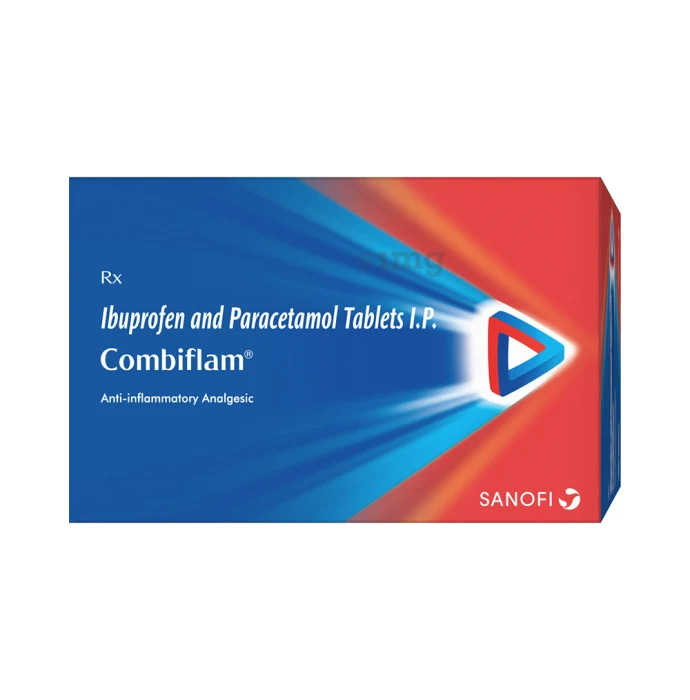 Rx
Ibuprofen and Paracetamol Tablets I.P.
Combiflam®
Anti-inflammatory Analgesic
SANOFI